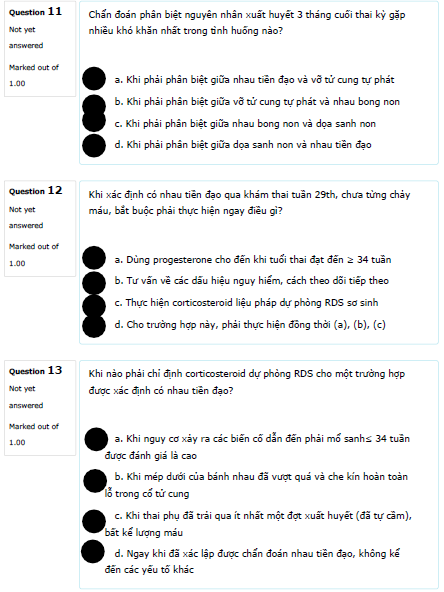 Question 11
Not yet
answered
Marked out of
1.00
Chẩn đoán phân biệt nguyên nhân xuất huyết 3 tháng cuối thai kỳ gặp
nhiều khó khăn nhất trong tình huống nào?
a. Khi phải phân biệt giữa nhau tiền đạo và vỡ tử cung tự phát
b. Khi phải phân biệt giữa vỡ tử cung tự phát và nhau bong non
c. Khi phải phân biệt giữa nhau bong non và dọa sanh non
d. Khi phải phân biệt giữa dọa sanh non và nhau tiền đạo
Question 12
Not yet
answered
Marked out of
1.00
Khi xác định có nhau tiền đạo qua khám thai tuần 29th, chưa từng chảy
máu, bắt buộc phải thực hiện ngay điều gì?
a. Dùng progesterone cho đến khi tuổi thai đạt đến ≥ 34 tuần
b. Tư vấn về các dấu hiệu nguy hiểm, cách theo dõi tiếp theo
c. Thực hiện corticosteroid liệu pháp dự phòng RDS sơ sinh
d. Cho trường hợp này, phải thực hiện đồng thời (a), (b), (c)
Question 13
Not yet
answered
Marked out of
1.00
Khi nào phải chỉ định corticosteroid dự phòng RDS cho một trường hợp
được xác định có nhau tiền đạo?
a. Khi nguy cơ xảy ra các biến cố dẫn đến phải mổ sanh≤ 34 tuần
được đánh giá là cao
b. Khi mép dưới của bánh nhau đã vượt quá và che kín hoàn toàn
lỗ trong cổ tử cung
c. Khi thai phụ đã trải qua ít nhất một đợt xuất huyết (đã tự cầm),
bất kể lượng máu
d. Ngay khi đã xác lập được chẩn đoán nhau tiền đạo, không kể
đến các yếu tố khác